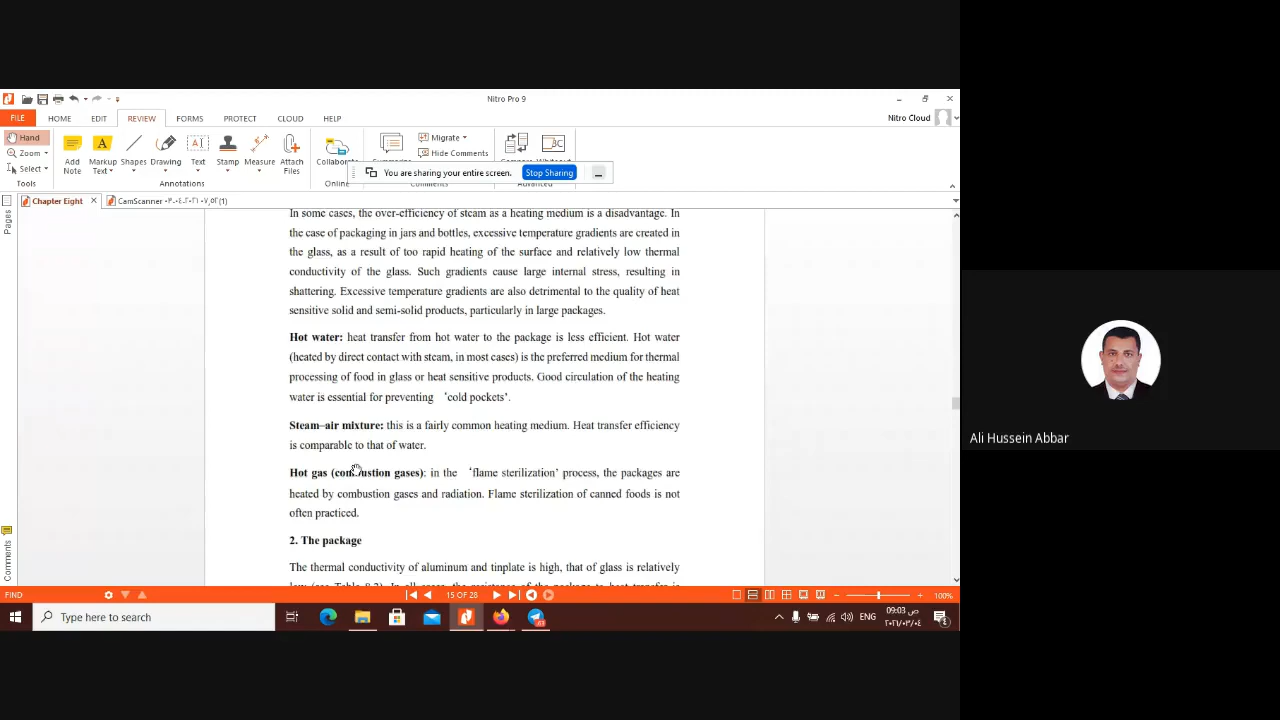 Nitro Pro 9
FILE HOME EDIT REVIEW FORMS PROTECT CLOUD HELP
Nitro Cloud
Hand
Zoom
Select
Tools
Add Note
Markup Text
Shapes
Drawing
Text
Stamp
Measure
Attach Files
Annotations
Collaborate
Online
Migrate
Hide Comments
You are sharing your entire screen.
Stop Sharing
Chapter Eight
Pages
In some cases, the over-efficiency of steam as a heating medium is a disadvantage. In
the case of packaging in jars and bottles, excessive temperature gradients are created in
the glass, as a result of too rapid heating of the surface and relatively low thermal
conductivity of the glass. Such gradients cause large internal stress, resulting in
shattering. Excessive temperature gradients are also detrimental to the quality of heat
sensitive solid and semi-solid products, particularly in large packages.
Hot water: heat transfer from hot water to the package is less efficient. Hot water
(heated by direct contact with steam, in most cases) is the preferred medium for thermal
processing of food in glass or heat sensitive products. Good circulation of the heating
water is essential for preventing 'cold pockets'.
Steam–air mixture: this is a fairly common heating medium. Heat transfer efficiency
is comparable to that of water.
Hot gas (combustion gases): in the 'flame sterilization' process, the packages are
heated by combustion gases and radiation. Flame sterilization of canned foods is not
often practiced.
2. The package
The thermal conductivity of aluminum and tinplate is high, that of glass is relatively
Comments
Ali Hussein Abbar
FIND
15 OF 28
100%
Type here to search
ENG
09:03 ص